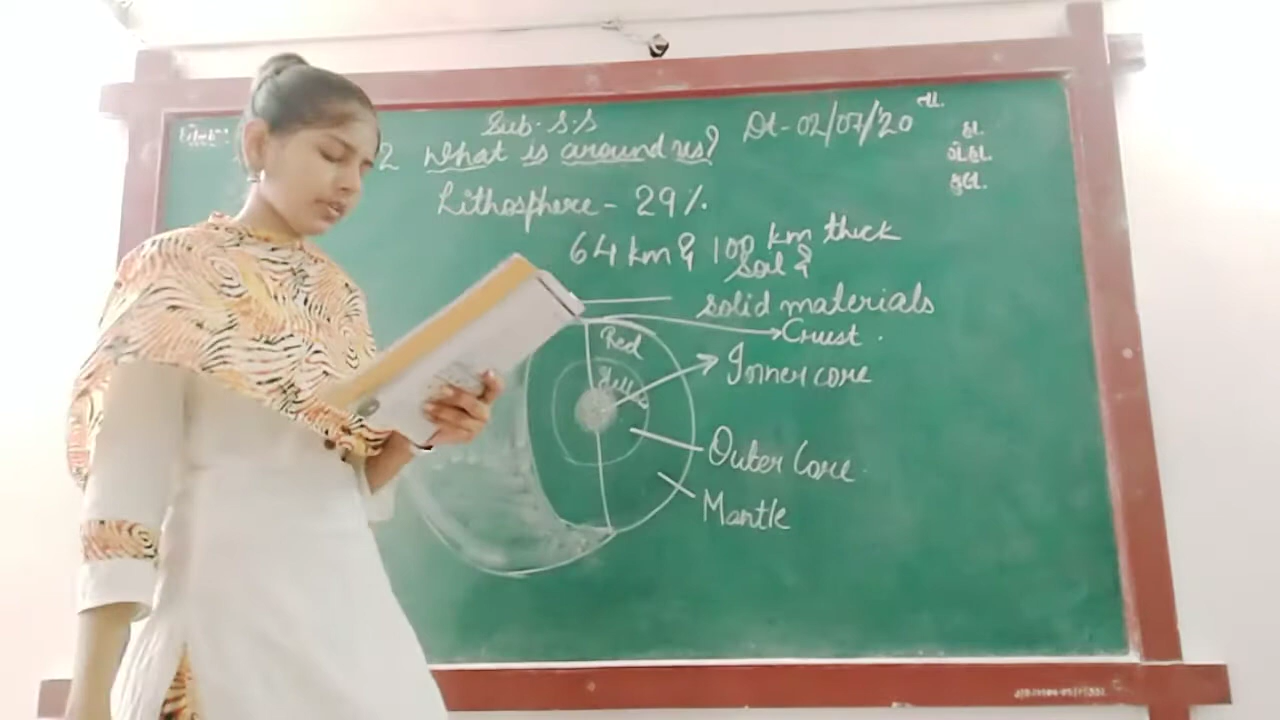 Sub- S.S
Dt - 02/07/'20
તા.
2 What is around us?
હા.
ગે.હા.
કુલ.
Lithosphere - 29%
64 km & 100 km thick
Soil &
solid materials
Crust .
Red
Inner core
Outer Core
Mantle